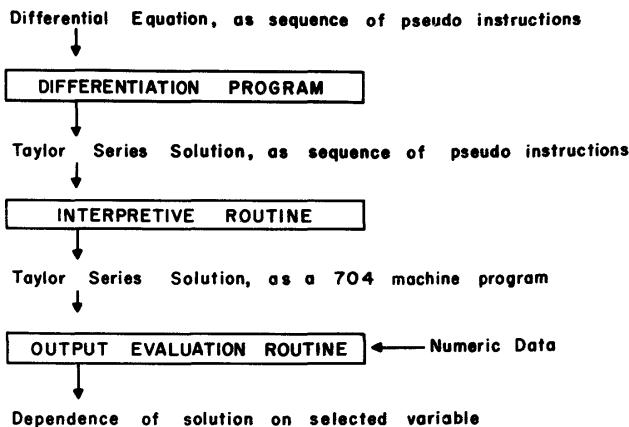 Differential Equation, as sequence of pseudo instructions
DIFFERENTIATION PROGRAM
Taylor Series Solution, as sequence of pseudo instructions
INTERPRETIVE ROUTINE
Taylor Series Solution, as a 704 machine program
OUTPUT EVALUATION ROUTINE
Numeric Data
Dependence of solution on selected variable